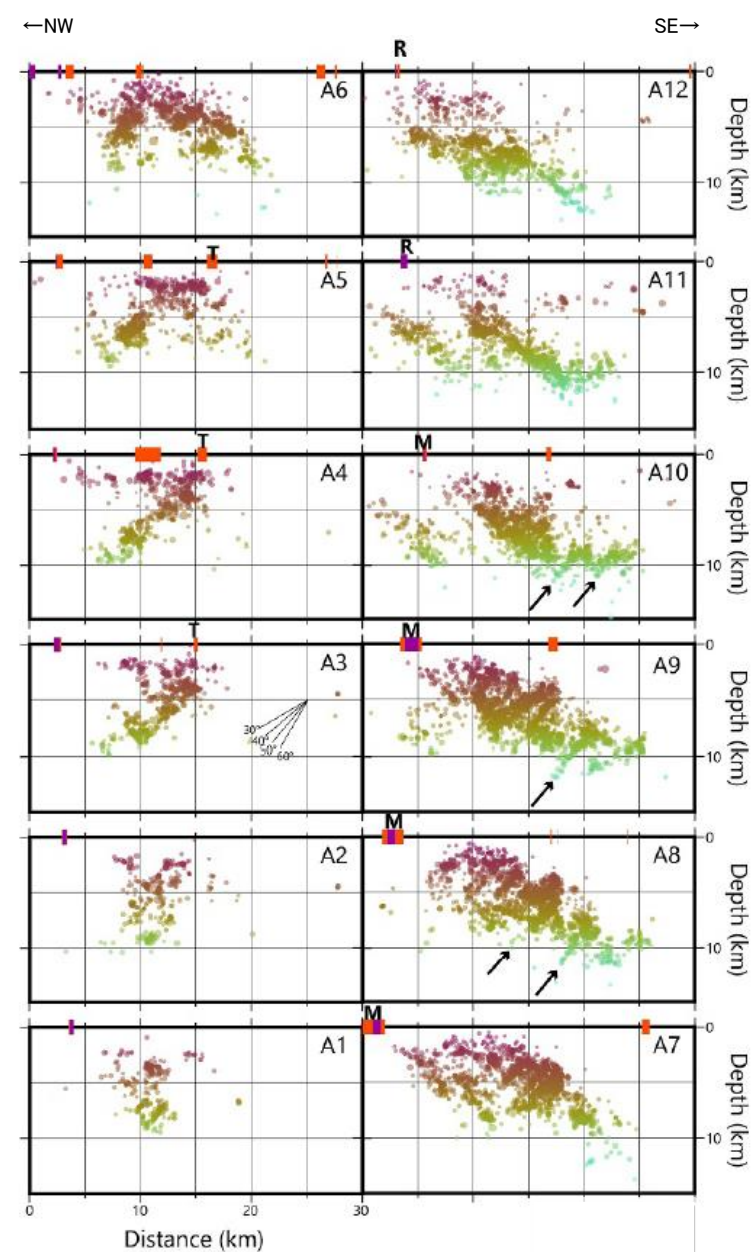 ←NW SE→
R
A6 A12 0
10
Depth (km)
T R
A5 A11 0
10
Depth (km)
T M
A4 A10 0
10
Depth (km)
T M
A3 A9 0
30° 40° 50° 60°
10
Depth (km)
M
A2 A8 0
10
Depth (km)
M
A1 A7 0
10
Depth (km)
0 10 20 30
Distance (km)